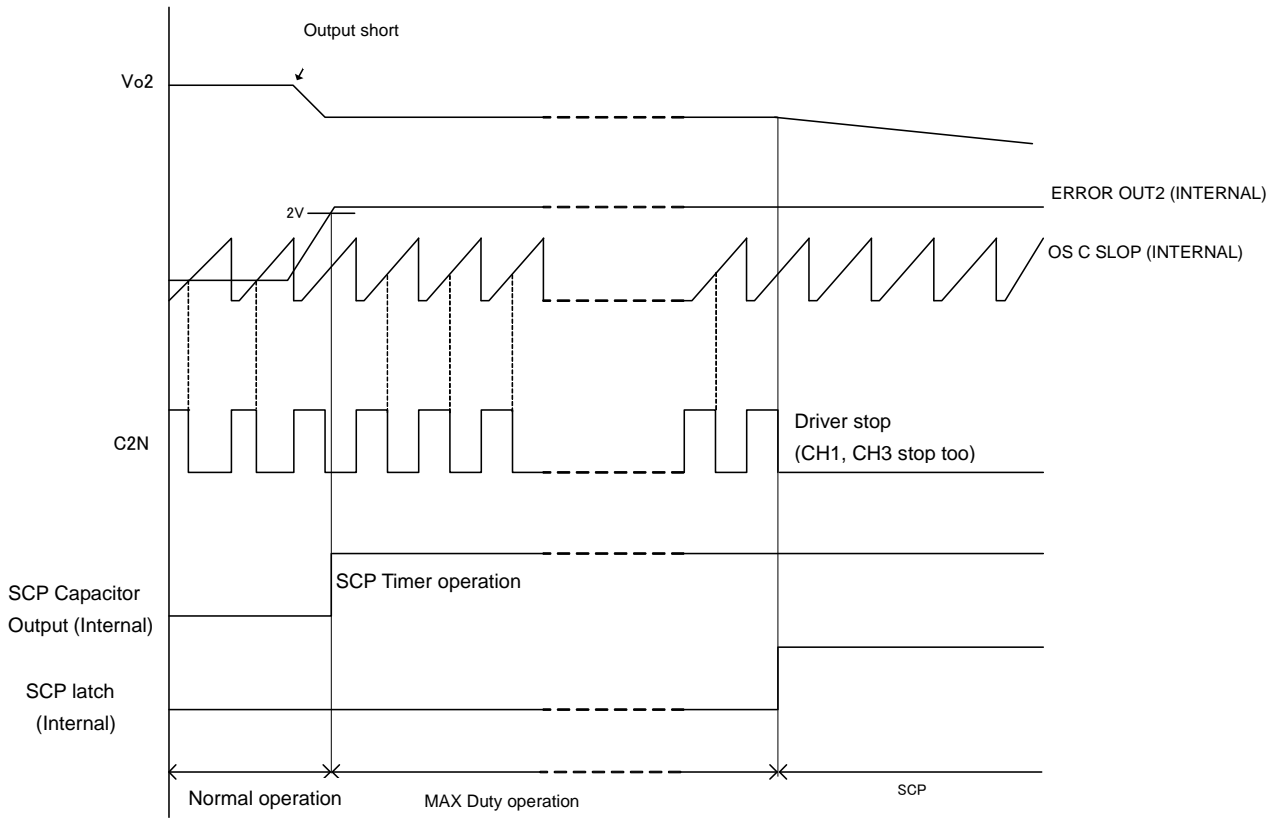 Output short
Vo2
ERROR OUT2 (INTERNAL)
2V
OS C SLOP (INTERNAL)
C2N
Driver stop
(CH1, CH3 stop too)
SCP Timer operation
SCP Capacitor
Output (Internal)
SCP latch
(Internal)
Normal operation
MAX Duty operation
SCP